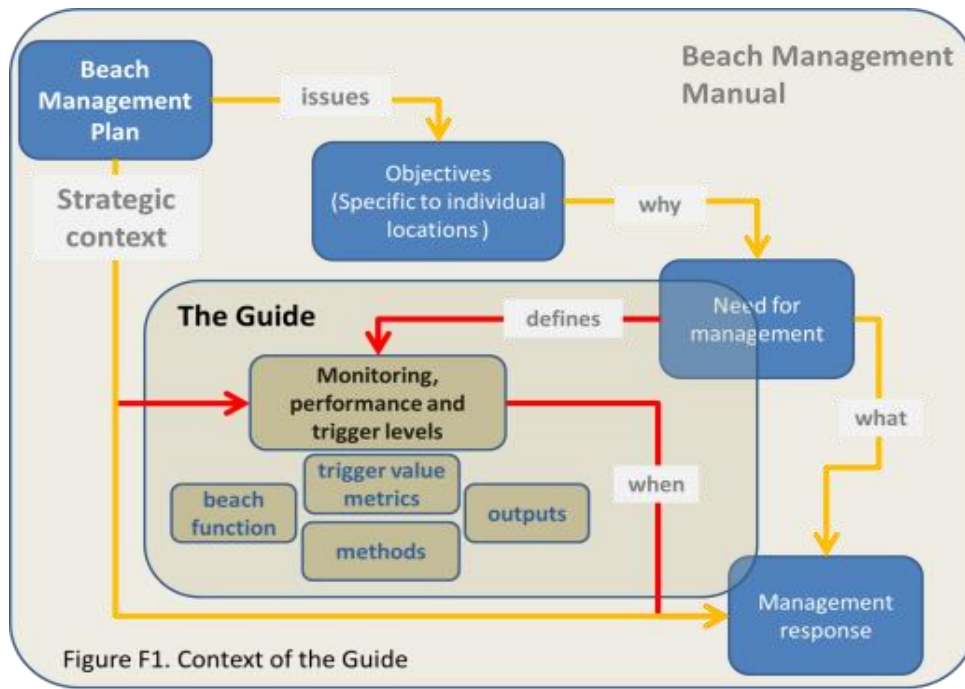 Beach
Management
Plan
Beach Management
Manual
issues
Objectives
(Specific to individual
locations )
Strategic
context
why
The Guide
defines
Need for
management
Monitoring,
performance and
trigger levels
what
trigger value
metrics
beach
function
outputs
when
methods
Management
response
Figure F1. Context of the Guide